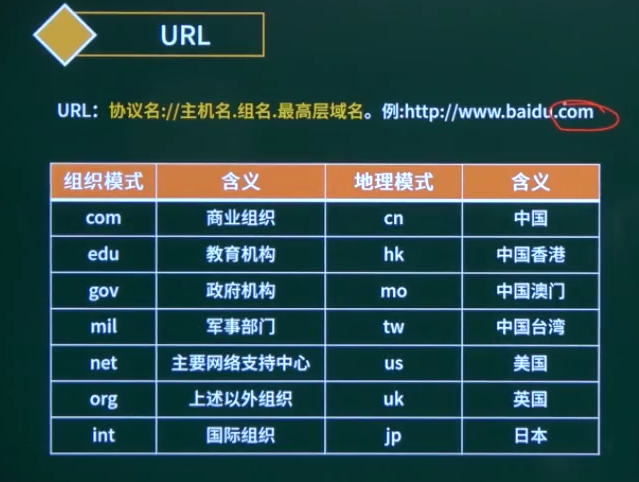 URL
URL：协议名://主机名.组名.最高层域名。例:http://www.baidu.com
组织模式 含义 地理模式 含义
com 商业组织 cn 中国
edu 教育机构 hk 中国香港
gov 政府机构 mo 中国澳门
mil 军事部门 tw 中国台湾
net 主要网络支持中心 us 美国
org 上述以外组织 uk 英国
int 国际组织 jp 日本